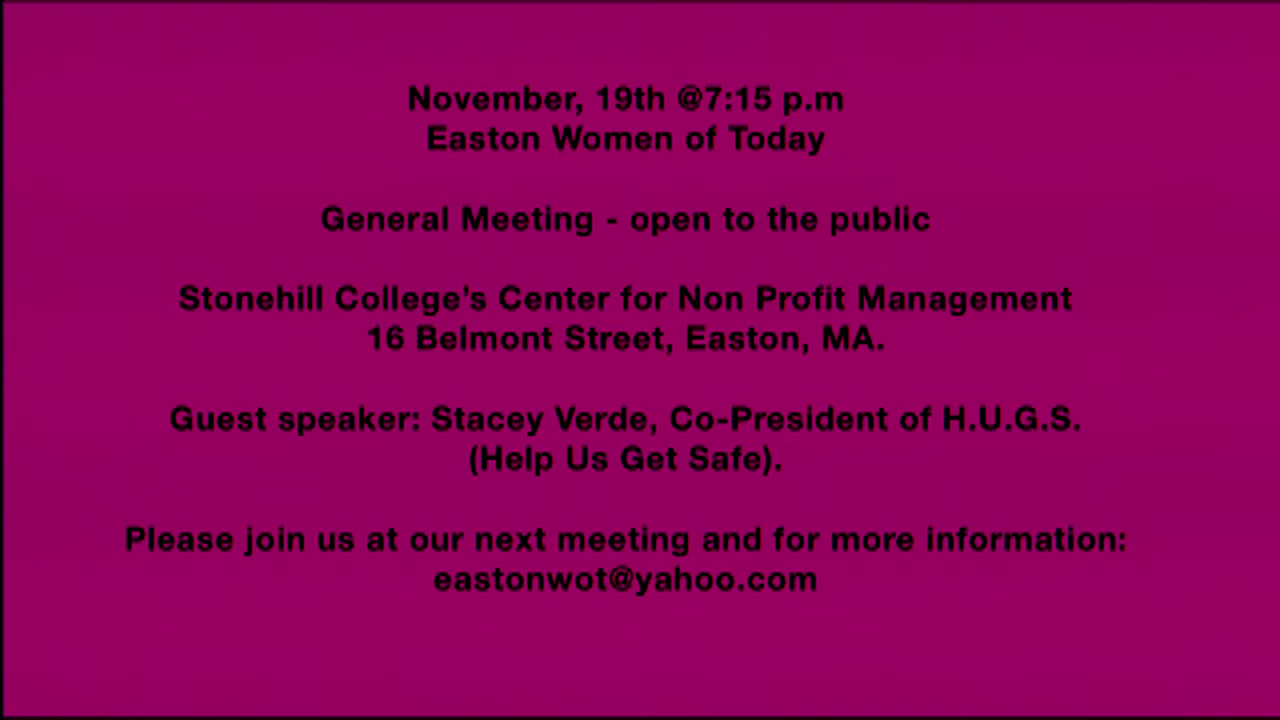 November, 19th @7:15 p.m
Easton Women of Today
General Meeting - open to the public
Stonehill College's Center for Non Profit Management
16 Belmont Street, Easton, MA.
Guest speaker: Stacey Verde, Co-President of H.U.G.S.
(Help Us Get Safe).
Please join us at our next meeting and for more information:
eastonwot@yahoo.com